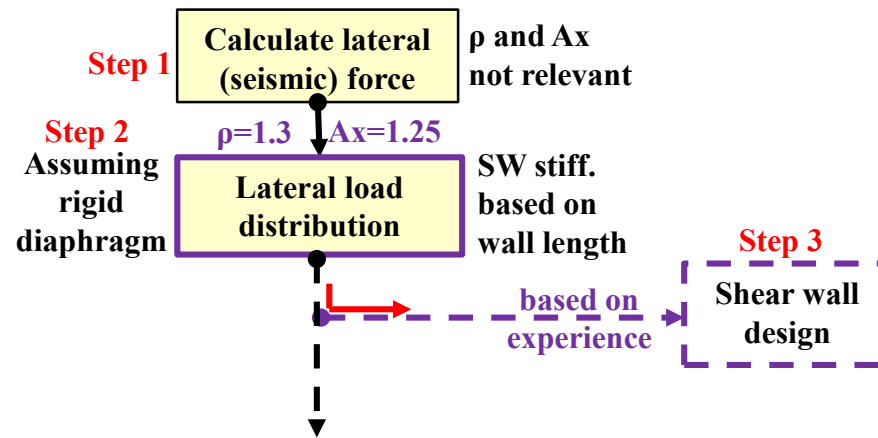 Step 1
Calculate lateral
(seismic) force
ρ and Ax
not relevant
Step 2
ρ=1.3
Ax=1.25
Assuming
rigid
diaphragm
Lateral load
distribution
SW stiff.
based on
wall length
Step 3
based on
experience
Shear wall
design